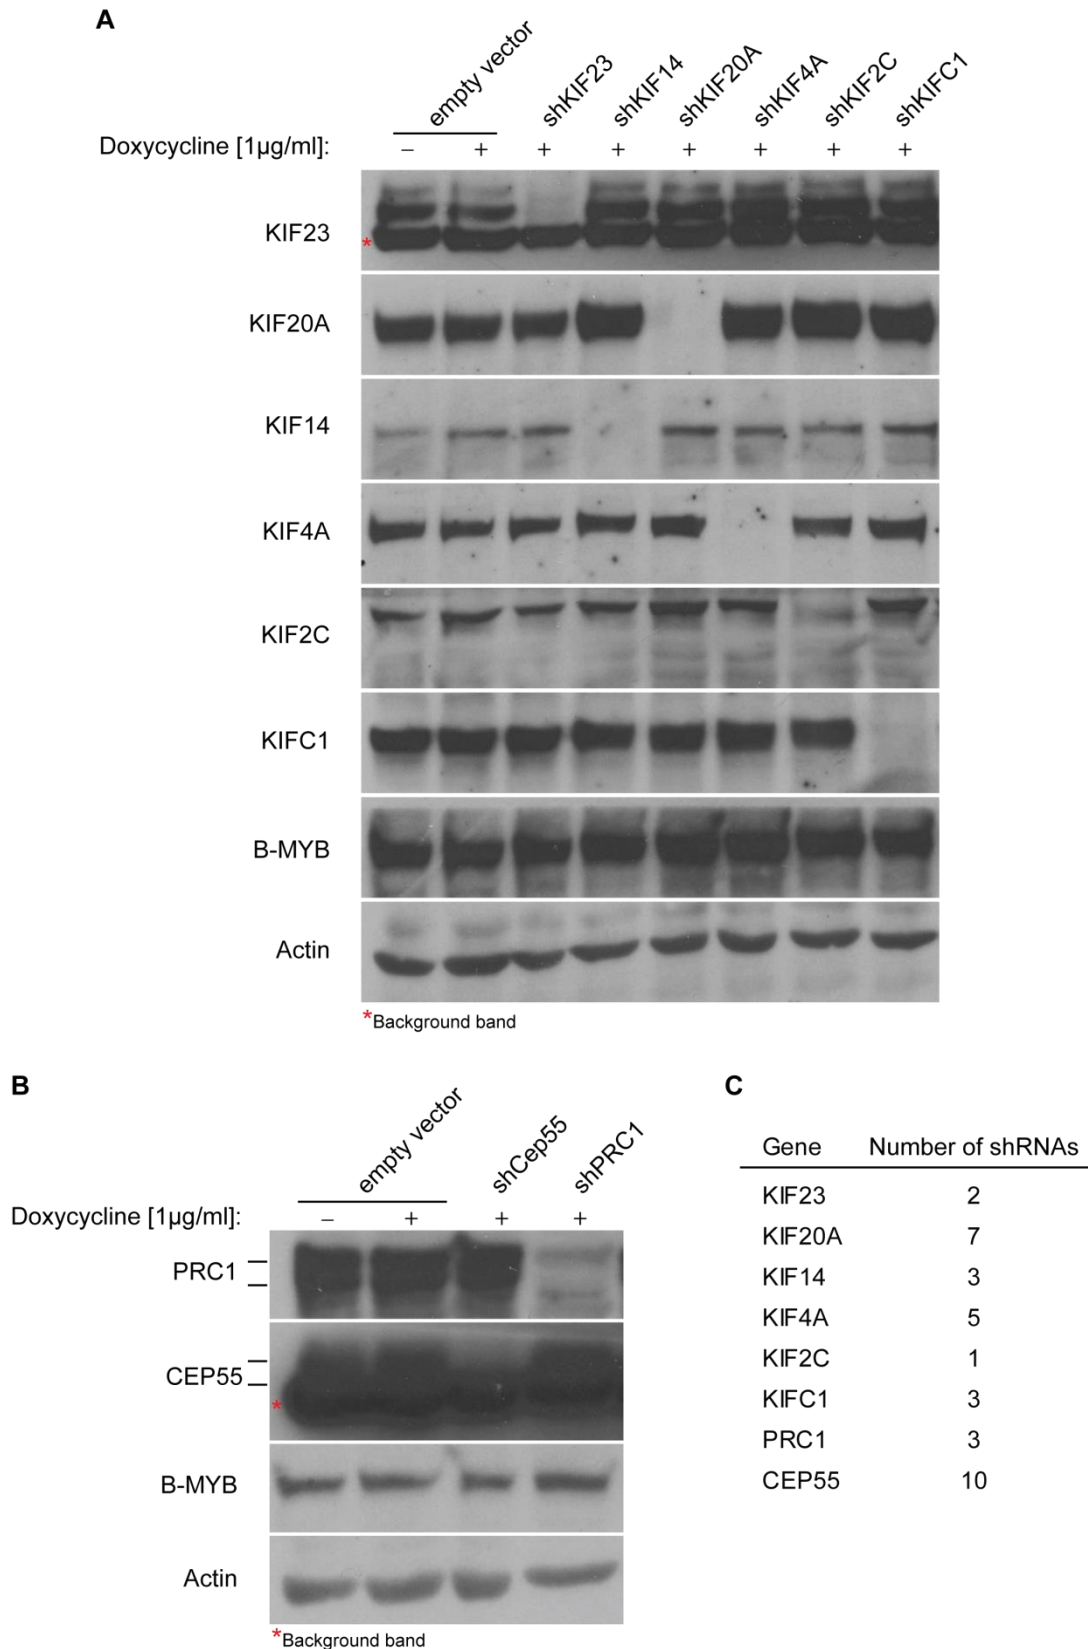 A
empty vector shKIF23 shKIF14 shKIF20A shKIF4A shKIF2C shKIFC1
Doxycycline [1µg/ml]: – + + + + + + +
KIF23
*
KIF20A
KIF14
KIF4A
KIF2C
KIFC1
B-MYB
Actin
*Background band
B
empty vector shCep55 shPRC1
Doxycycline [1µg/ml]: – + + +
PRC1
CEP55
*
B-MYB
Actin
*Background band
C
Gene Number of shRNAs
KIF23 2
KIF20A 7
KIF14 3
KIF4A 5
KIF2C 1
KIFC1 3
PRC1 3
CEP55 10